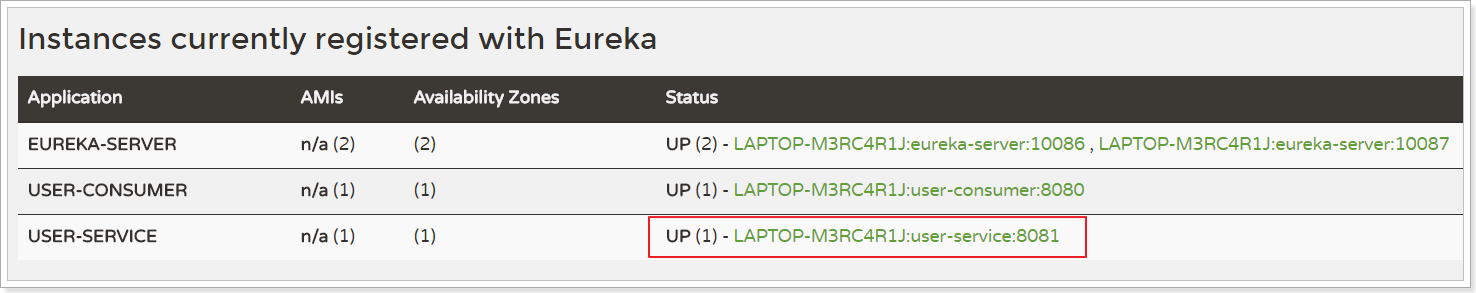 Instances currently registered with Eureka
Application AMIs Availability Zones Status
EUREKA-SERVER n/a (2) (2) UP (2) - LAPTOP-M3RC4R1J:eureka-server:10086 , LAPTOP-M3RC4R1J:eureka-server:10087
USER-CONSUMER n/a (1) (1) UP (1) - LAPTOP-M3RC4R1J:user-consumer:8080
USER-SERVICE n/a (1) (1) UP (1) - LAPTOP-M3RC4R1J:user-service:8081